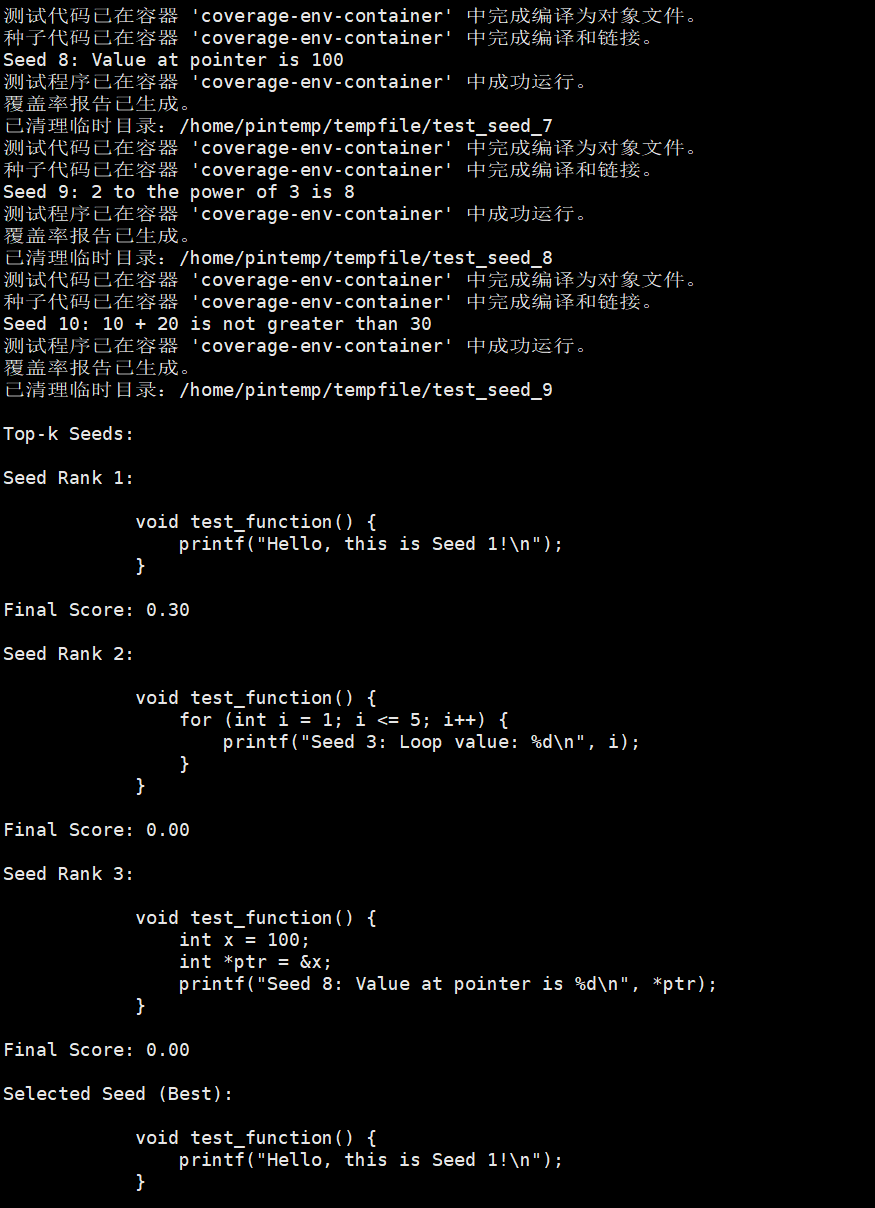 测试代码已在容器 'coverage-env-container' 中完成编译为对象文件。
种子代码已在容器 'coverage-env-container' 中完成编译和链接。
Seed 8: Value at pointer is 100
测试程序已在容器 'coverage-env-container' 中成功运行。
覆盖率报告已生成。
已清理临时目录: /home/pintemp/tempfile/test_seed_7
测试代码已在容器 'coverage-env-container' 中完成编译为对象文件。
种子代码已在容器 'coverage-env-container' 中完成编译和链接。
Seed 9: 2 to the power of 3 is 8
测试程序已在容器 'coverage-env-container' 中成功运行。
覆盖率报告已生成。
已清理临时目录: /home/pintemp/tempfile/test_seed_8
测试代码已在容器 'coverage-env-container' 中完成编译为对象文件。
种子代码已在容器 'coverage-env-container' 中完成编译和链接。
Seed 10: 10 + 20 is not greater than 30
测试程序已在容器 'coverage-env-container' 中成功运行。
覆盖率报告已生成。
已清理临时目录: /home/pintemp/tempfile/test_seed_9
Top-k Seeds:
Seed Rank 1:
void test_function() {
printf("Hello, this is Seed 1!\n");
}
Final Score: 0.30
Seed Rank 2:
void test_function() {
for (int i = 1; i <= 5; i++) {
printf("Seed 3: Loop value: %d\n", i);
}
}
Final Score: 0.00
Seed Rank 3:
void test_function() {
int x = 100;
int *ptr = &x;
printf("Seed 8: Value at pointer is %d\n", *ptr);
}
Final Score: 0.00
Selected Seed (Best):
void test_function() {
printf("Hello, this is Seed 1!\n");
}